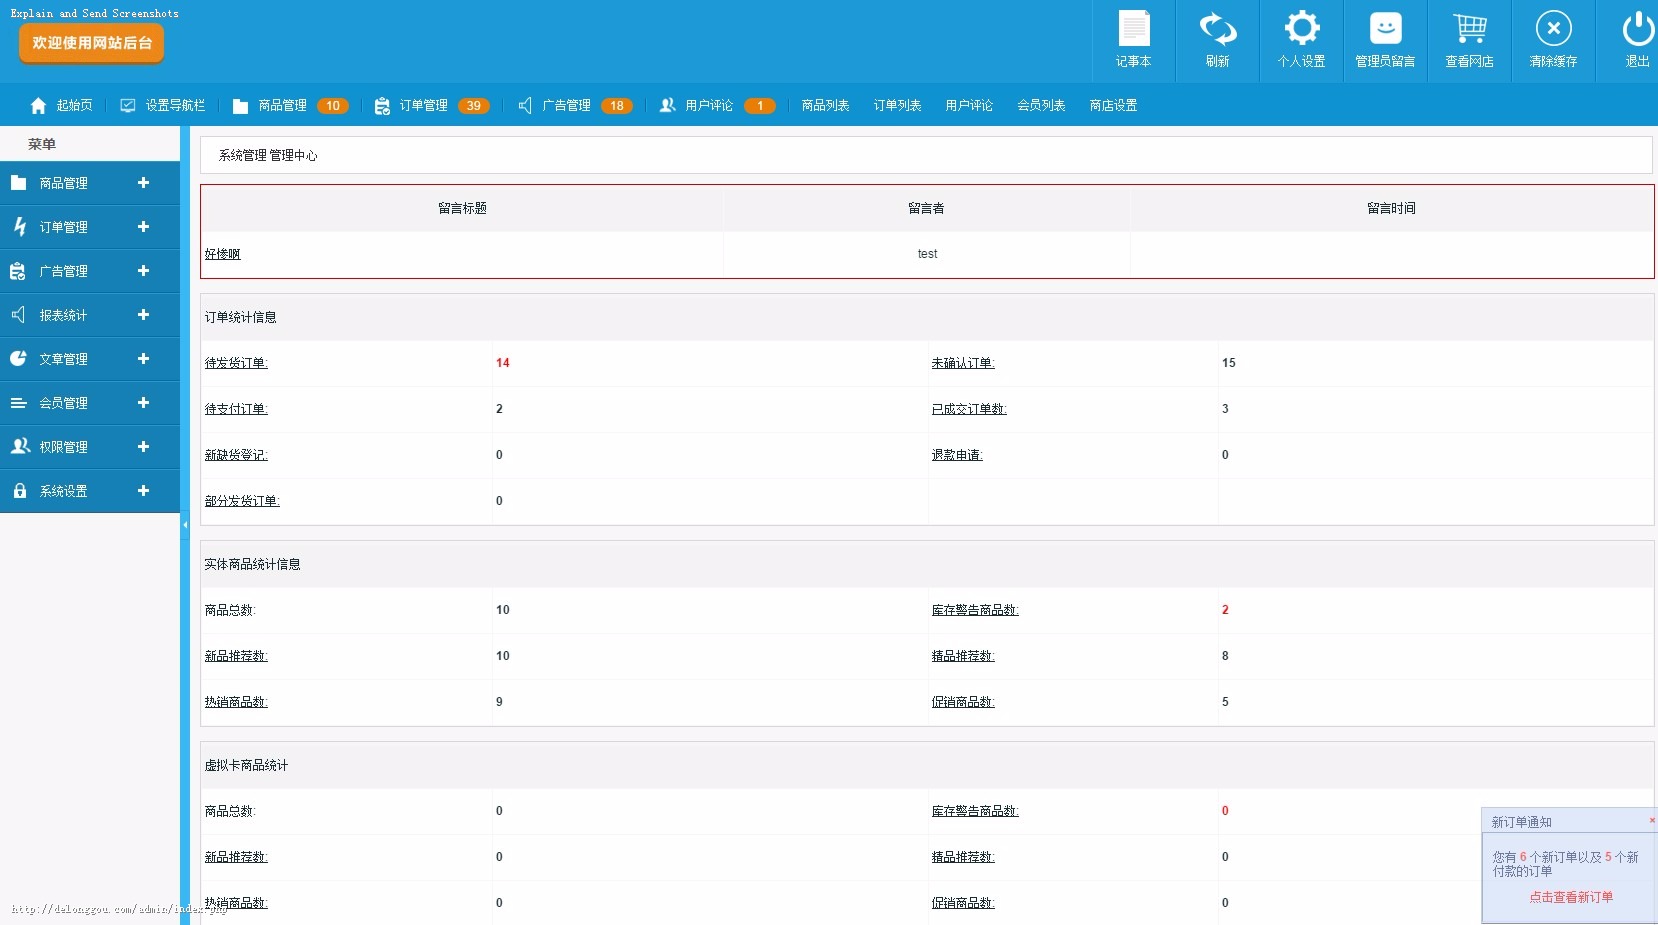 Explain and Send Screenshots
欢迎使用网站后台
记事本 刷新 个人设置 管理员留言 查看网店 清除缓存 退出
起始页 设置导航栏 商品管理 10 订单管理 39 广告管理 18 用户评论 1 商品列表 订单列表 用户评论 会员列表 商店设置
菜单
商品管理
订单管理
广告管理
报表统计
文章管理
会员管理
权限管理
系统设置
系统管理 管理中心
留言标题 留言者 留言时间
好惨啊 test
订单统计信息
待发货订单: 14 未确认订单: 15
待支付订单: 2 已成交订单数: 3
新缺货登记: 0 退款申请: 0
部分发货订单: 0
实体商品统计信息
商品总数: 10 库存警告商品数: 2
新品推荐数: 10 精品推荐数: 8
热销商品数: 9 促销商品数: 5
虚拟卡商品统计
商品总数: 0 库存警告商品数: 0
新品推荐数: 0 精品推荐数: 0
热销商品数: 0 促销商品数: 0
新订单通知
您有 6 个新订单以及 5 个新
付款的订单
点击查看新订单
http://delonggou.com/admin/index.php